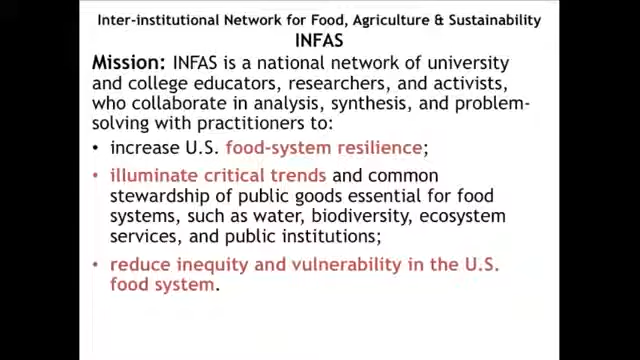 Inter-institutional Network for Food, Agriculture & Sustainability
INFAS
Mission: INFAS is a national network of university
and college educators, researchers, and activists,
who collaborate in analysis, synthesis, and problem-
solving with practitioners to:
• increase U.S. food-system resilience;
• illuminate critical trends and common
stewardship of public goods essential for food
systems, such as water, biodiversity, ecosystem
services, and public institutions;
• reduce inequity and vulnerability in the U.S.
food system.